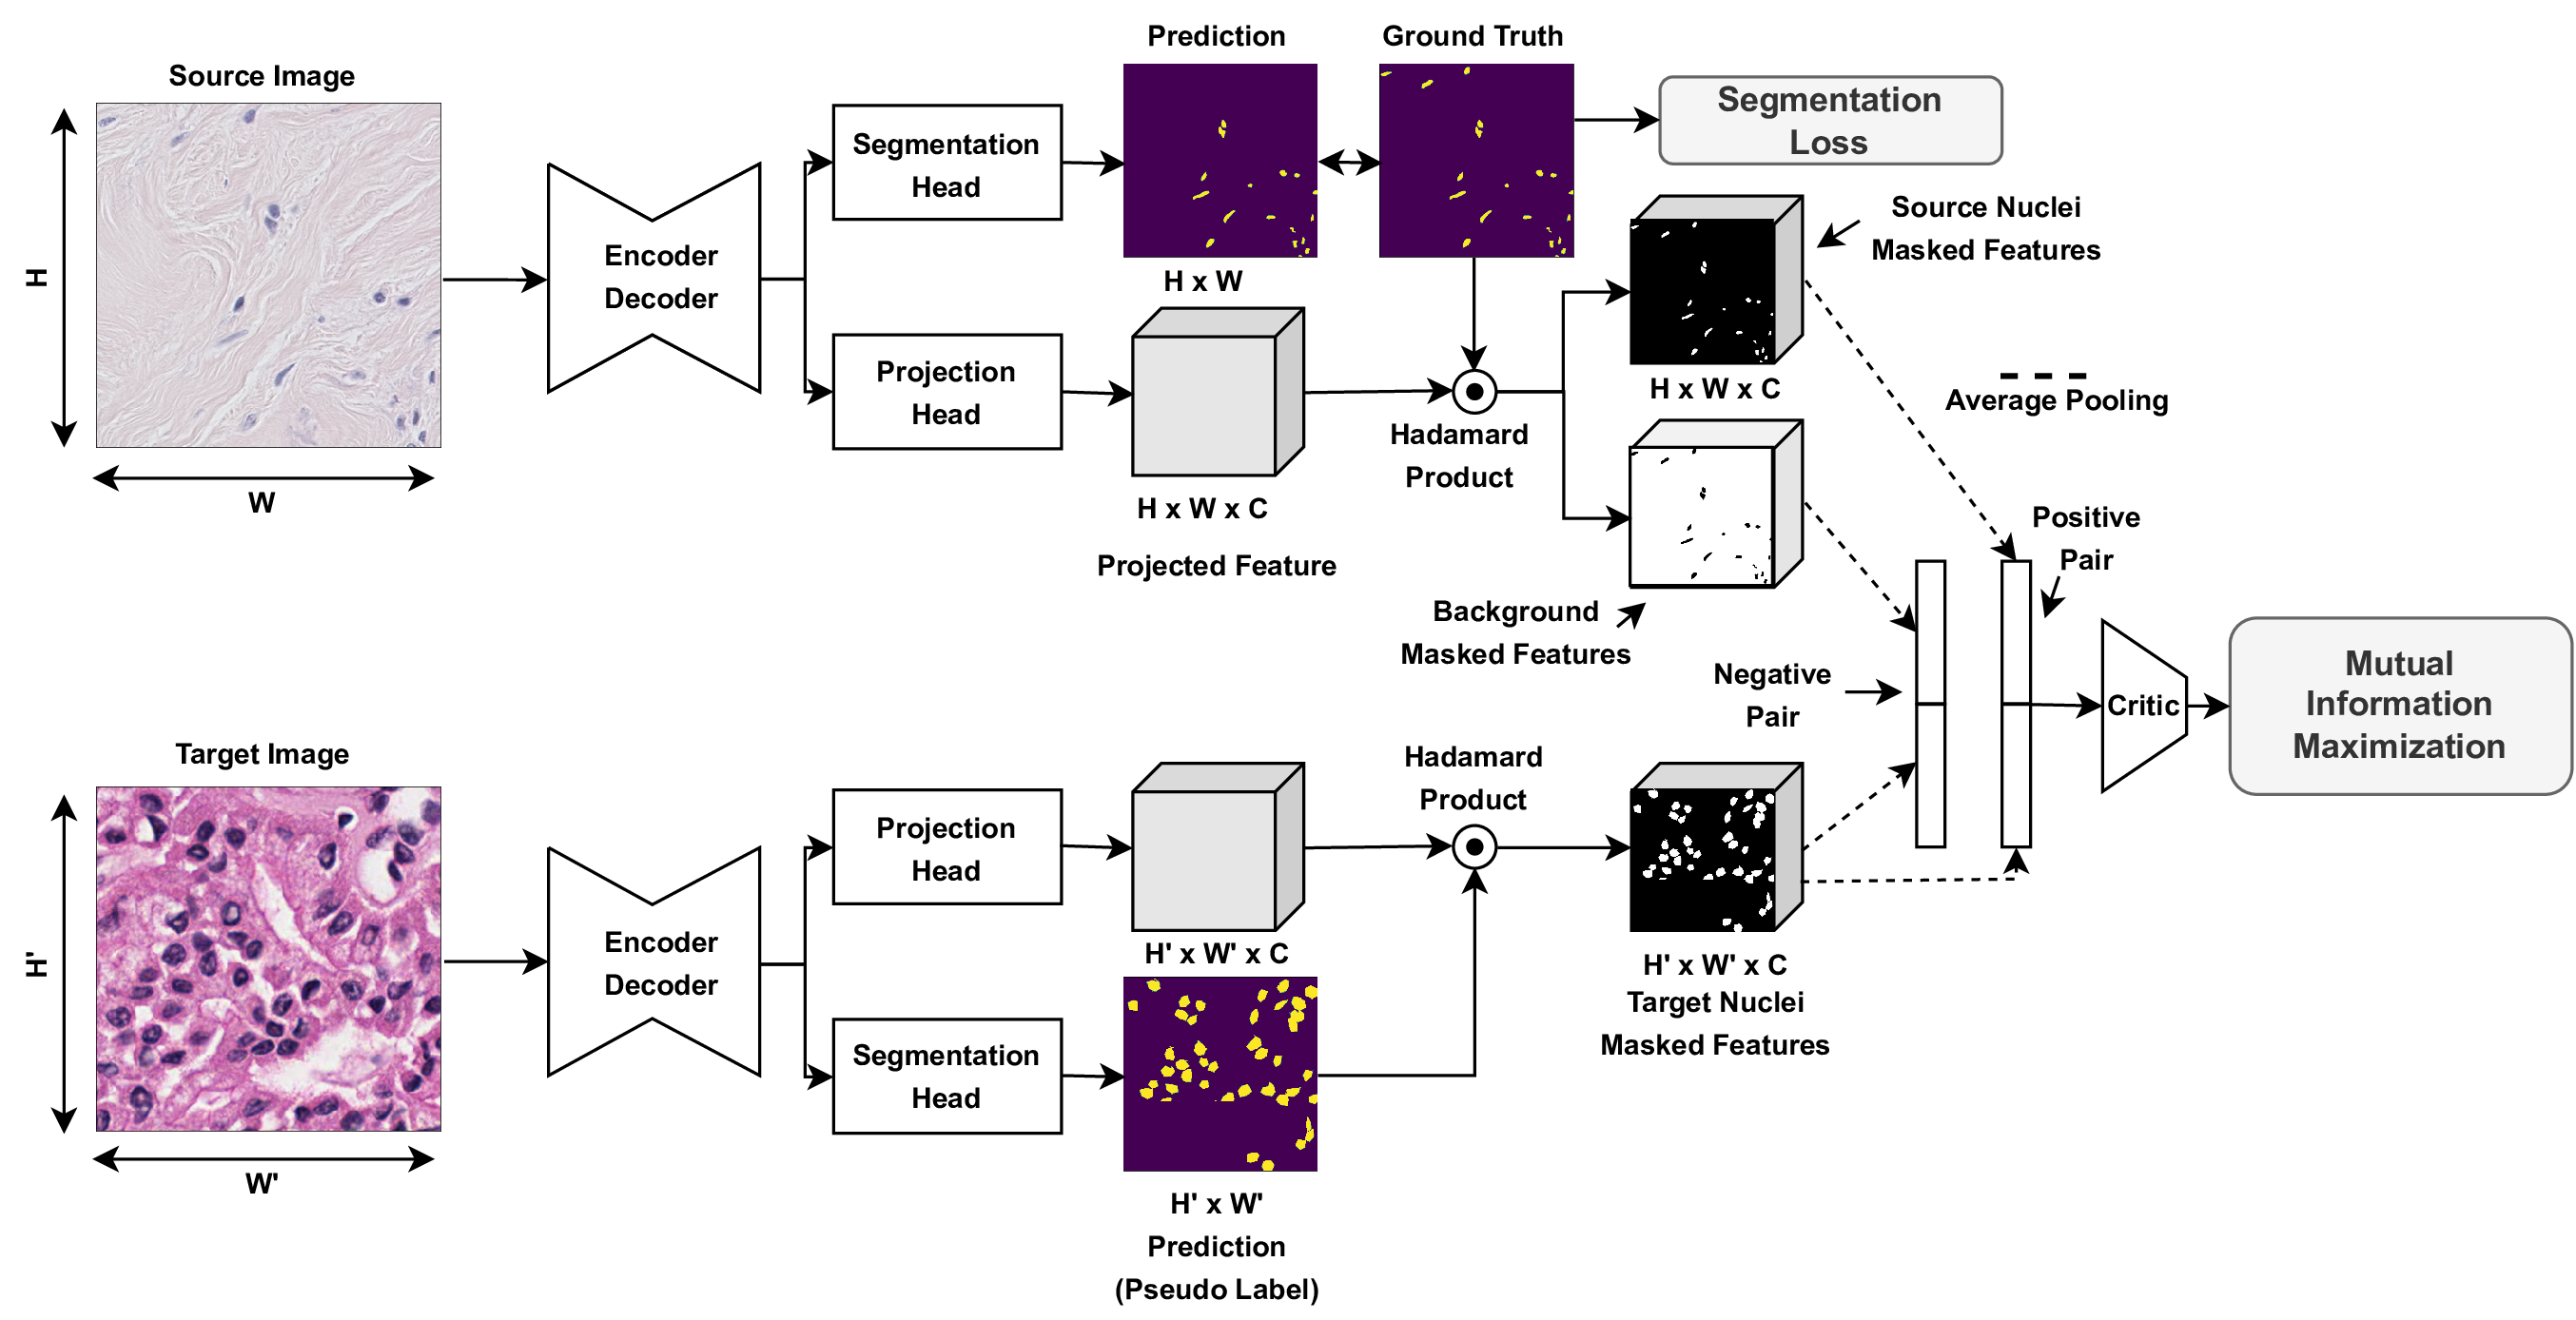 Source Image
H
W
Encoder
Decoder
Segmentation
Head
Projection
Head
Prediction
H x W
Ground Truth
Segmentation
Loss
H x W x C
Projected Feature
Hadamard
Product
Source Nuclei
Masked Features
H x W x C
Average Pooling
Background
Masked Features
Positive
Pair
Negative
Pair
Critic
Mutual
Information
Maximization
Target Image
H'
W'
Encoder
Decoder
Projection
Head
Segmentation
Head
H' x W' x C
H' x W'
Prediction
(Pseudo Label)
Hadamard
Product
H' x W' x C
Target Nuclei
Masked Features